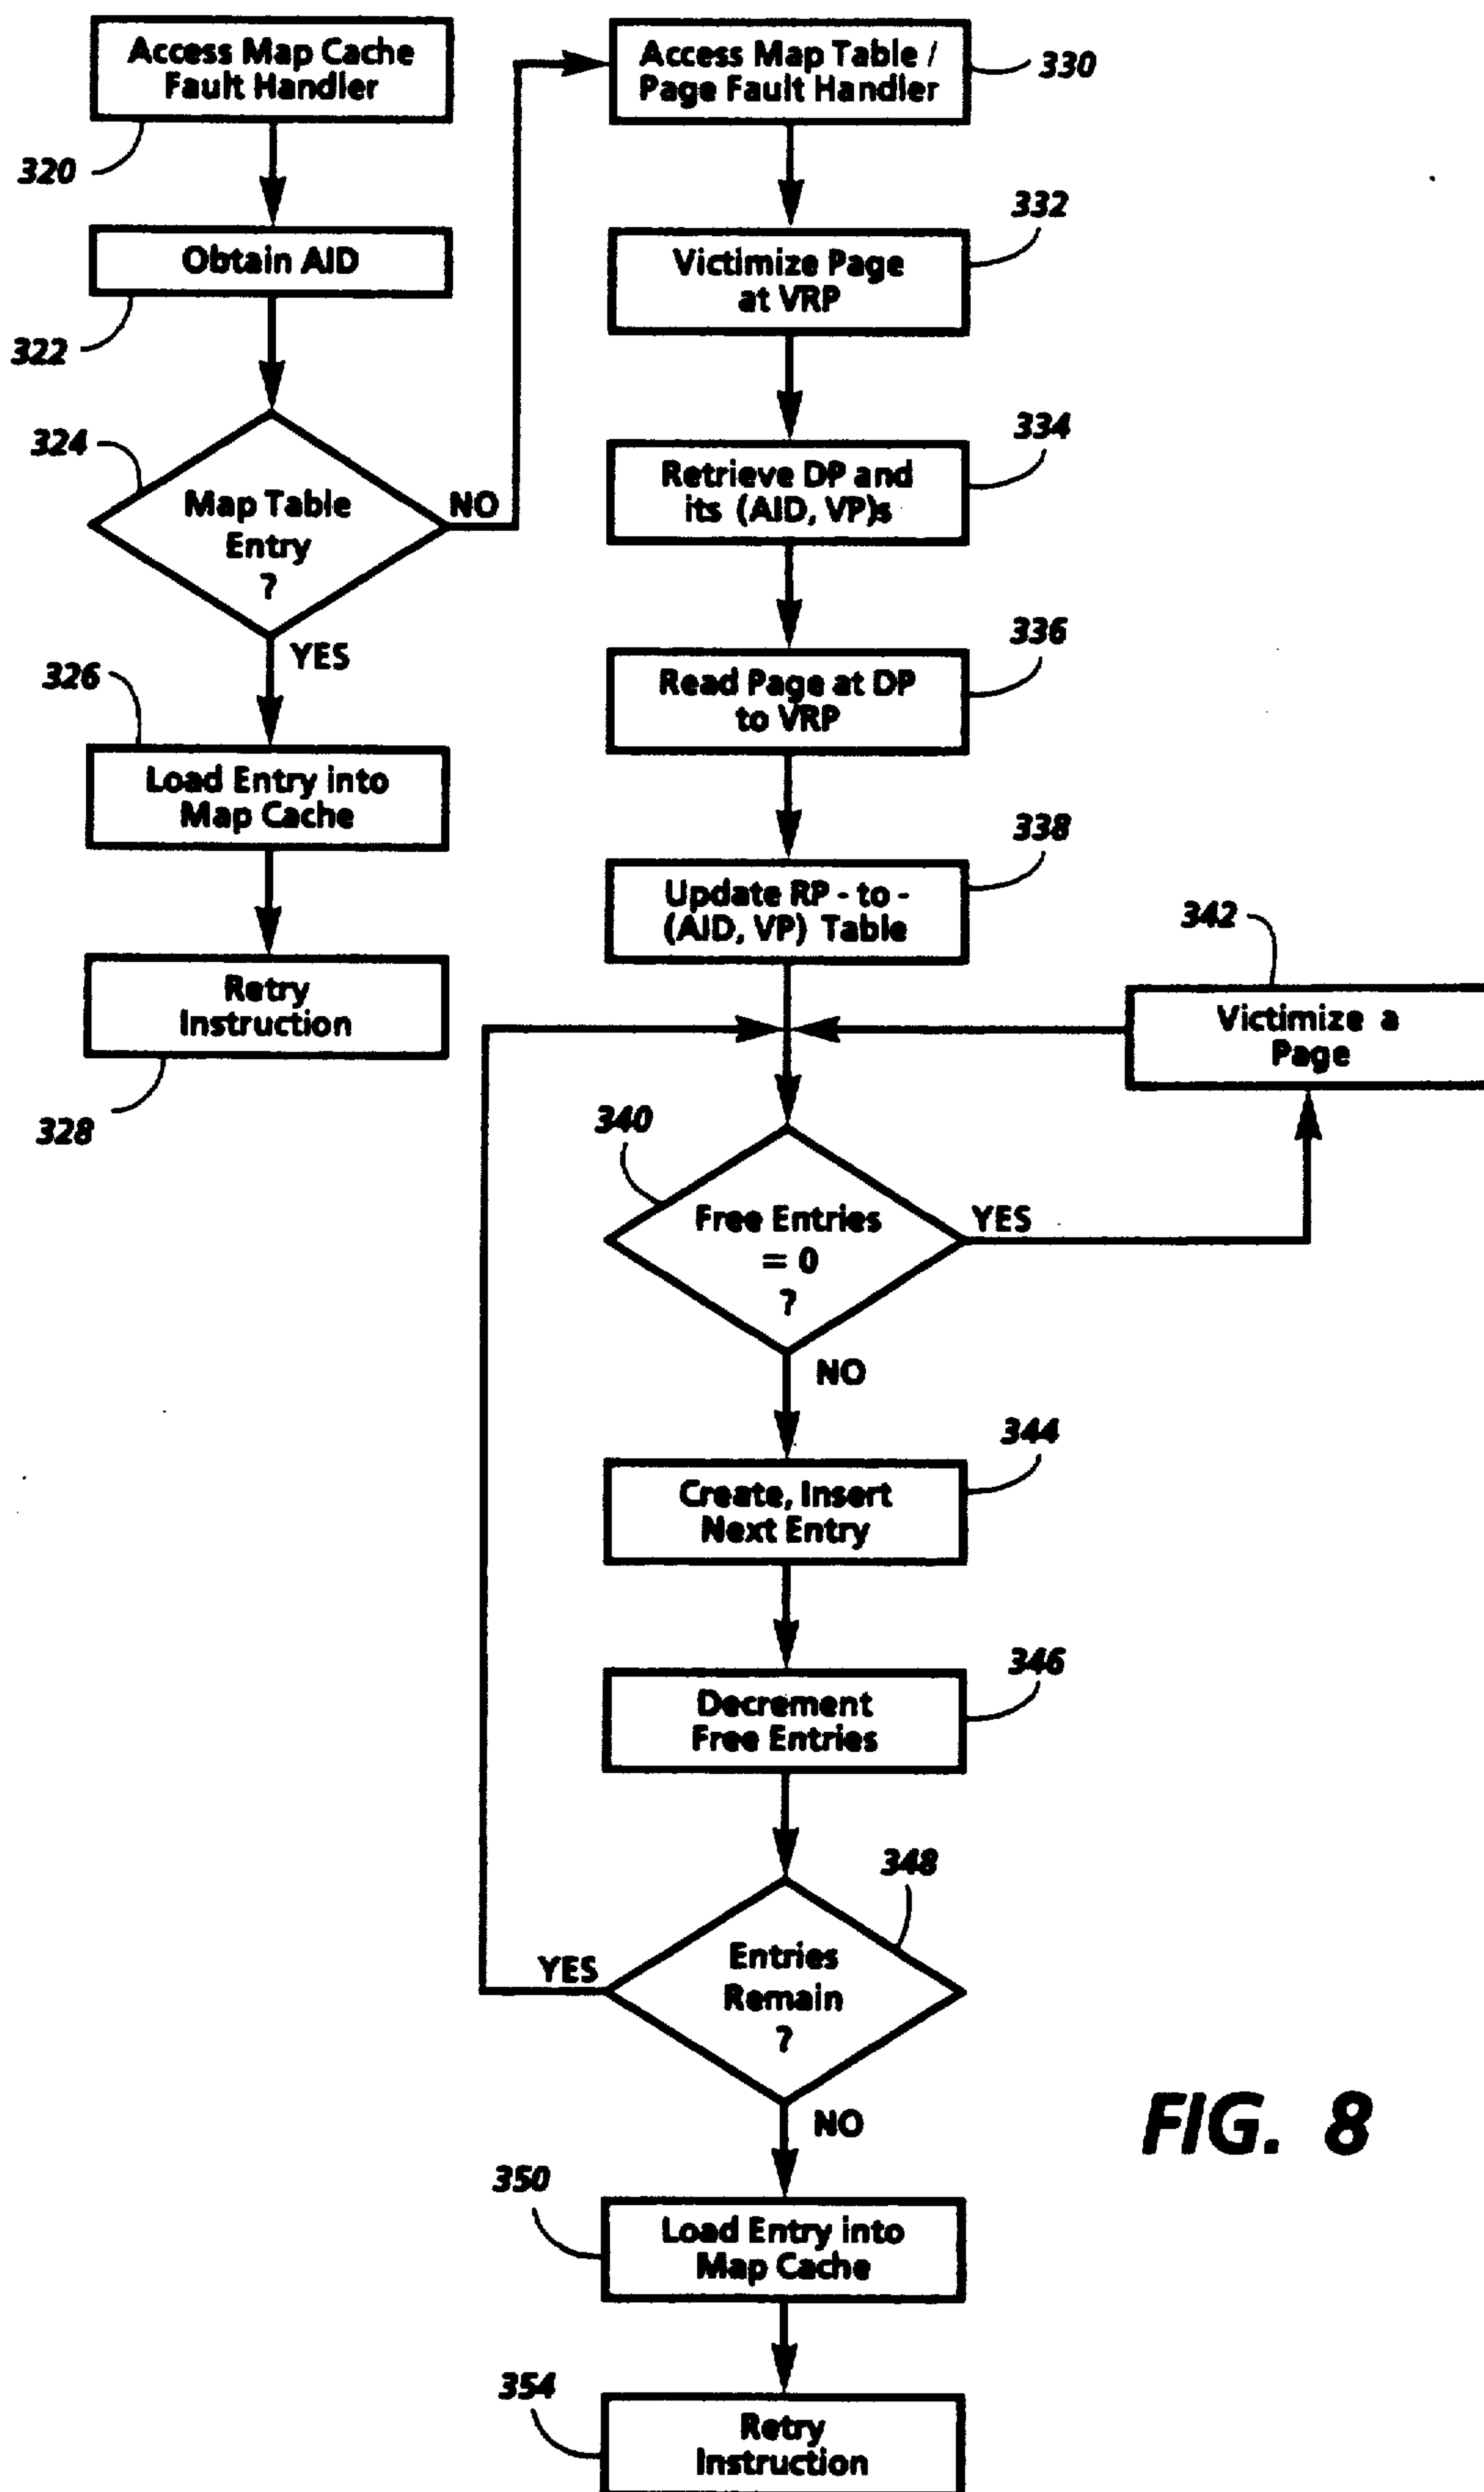 Access Map Cache
Fault Handler
320
Obtain AID
322
324
Map Table
Entry
?
NO
YES
326
Load Entry into
Map Cache
Retry
Instruction
328
Access Map Table /
Page Fault Handler
330
332
Victimize Page
at VRP
334
Retrieve DP and
its (AID, VP)s
336
Read Page at DP
to VRP
338
Update RP - to -
(AID, VP) Table
342
Victimize a
Page
340
Free Entries
= 0
?
YES
NO
344
Create, Insert
Next Entry
346
Decrement
Free Entries
348
Entries
Remain
?
YES
NO
350
Load Entry into
Map Cache
354
Retry
Instruction
FIG. 8